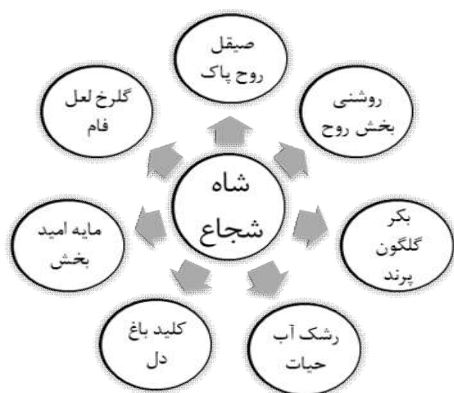 صیقل
روح پاک
روشنی
بخش روح
بکر
گلگون
پرند
رشک آب
حیات
کلید باغ
دل
مایه امید
بخش
گلرخ لعل
فام
شاه
شجاع